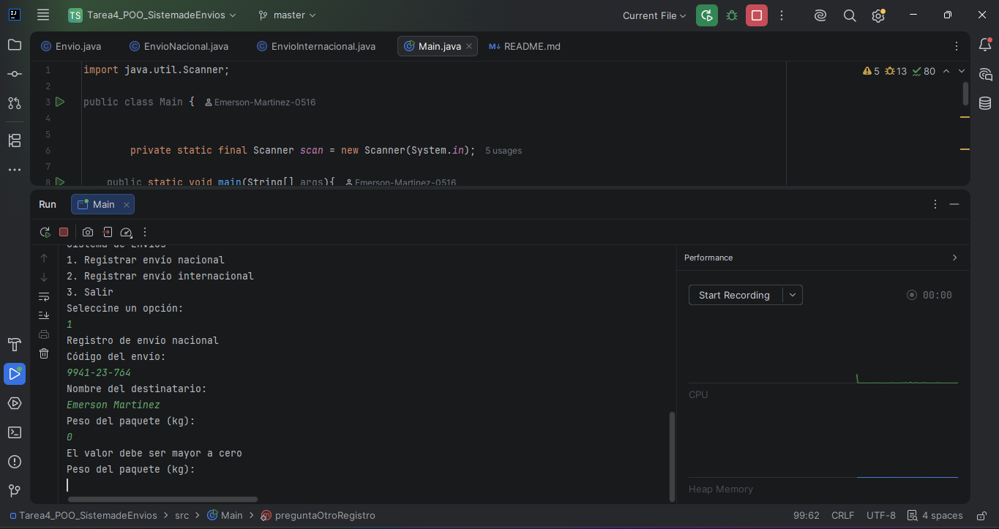 TS Tarea4_POO_SistemadeEnvios master Current File
Envio.java EnvioNacional.java EnvioInternacional.java Main.java M↓ README.md
1 import java.util.Scanner; 5 13 80
2
3 public class Main { Emerson-Martinez-0516
4
5
6 private static final Scanner scan = new Scanner(System.in); 5 usages
7
8 public static void main(String[] args){ Emerson-Martinez-0516
Run Main
Sistema de Envios
1. Registrar envío nacional
2. Registrar envío internacional
3. Salir
Seleccine un opción:
1
Registro de envío nacional
Código del envío:
9941-23-764
Nombre del destinatario:
Emerson Martinez
Peso del paquete (kg):
0
El valor debe ser mayor a cero
Peso del paquete (kg):
Performance
Start Recording 00:00
CPU
Heap Memory
Tarea4_POO_SistemadeEnvios > src > Main > preguntaOtroRegistro 99:62 CRLF UTF-8 4 spaces